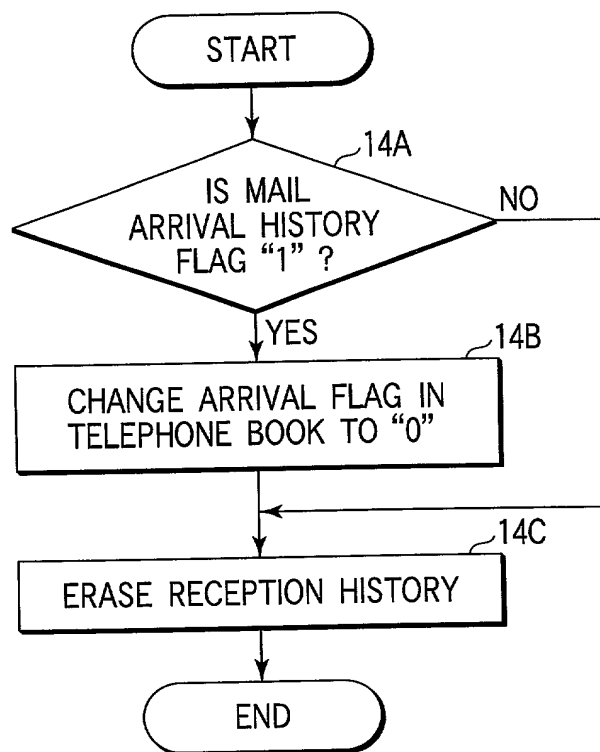 START
14A
IS MAIL
ARRIVAL HISTORY
FLAG “1” ?
NO
YES
14B
CHANGE ARRIVAL FLAG IN
TELEPHONE BOOK TO “0”
14C
ERASE RECEPTION HISTORY
END